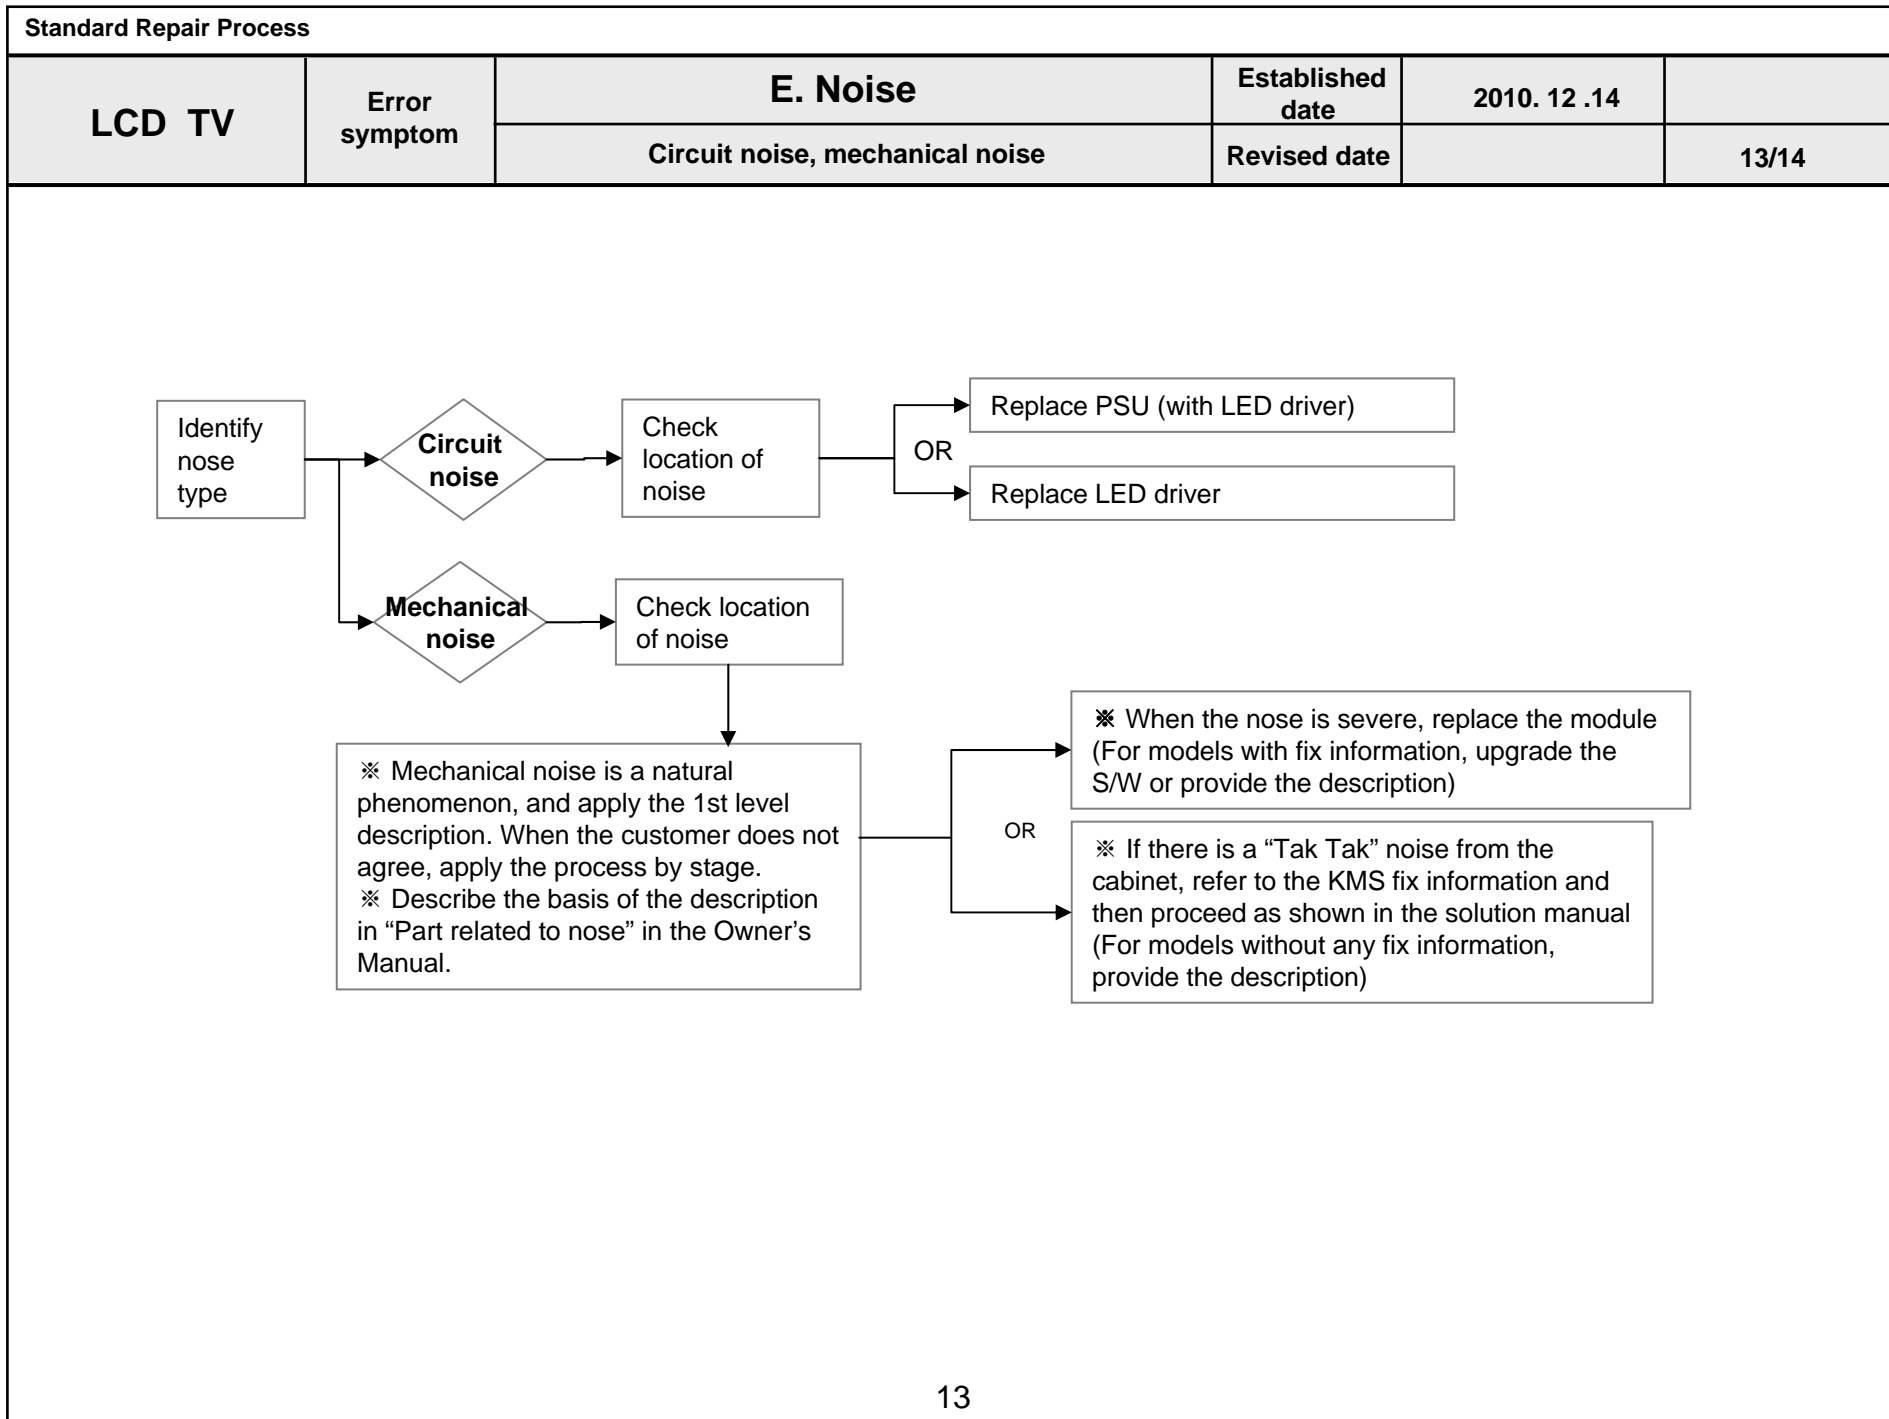 Standard Repair Process
LCD TV
Error
symptom
E. Noise
Circuit noise, mechanical noise
Established
date
2010. 12 .14
Revised date
13/14
Identify
nose
type
Circuit
noise
Check
location of
noise
Replace PSU (with LED driver)
OR
Replace LED driver
Mechanical
noise
Check location
of noise
※ Mechanical noise is a natural
phenomenon, and apply the 1st level
description. When the customer does not
agree, apply the process by stage.
※ Describe the basis of the description
in “Part related to nose” in the Owner’s
Manual.
※ When the nose is severe, replace the module
(For models with fix information, upgrade the
S/W or provide the description)
OR
※ If there is a “Tak Tak” noise from the
cabinet, refer to the KMS fix information and
then proceed as shown in the solution manual
(For models without any fix information,
provide the description)
13